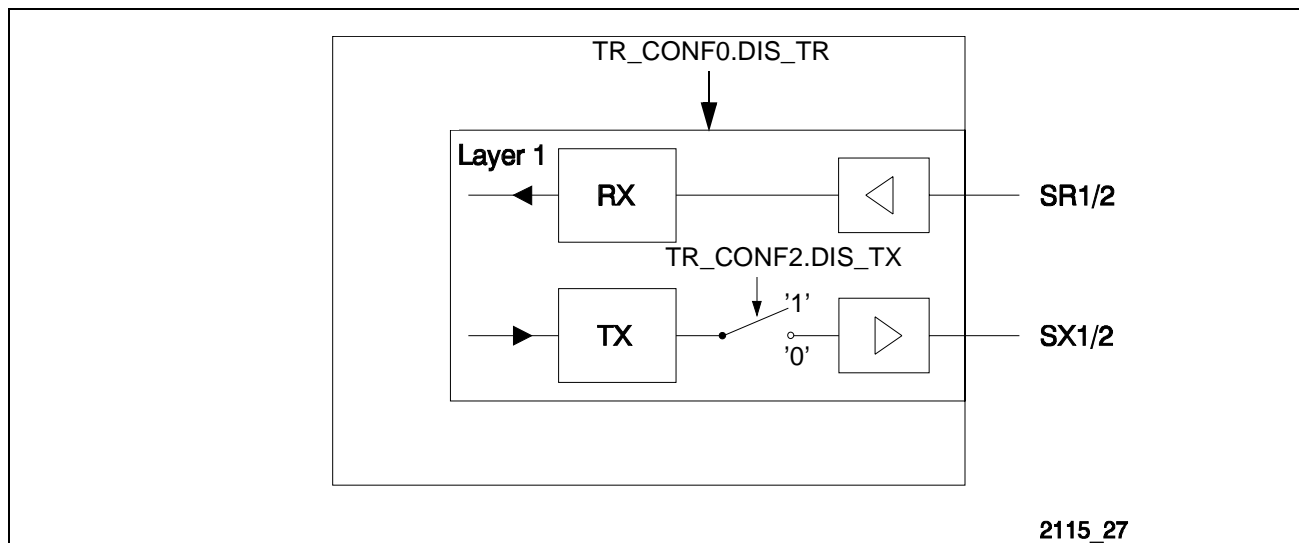 TR_CONF0.DIS_TR
Layer 1
RX
SR1/2
TR_CONF2.DIS_TX
’1’
TX
’0’
SX1/2
2115_27